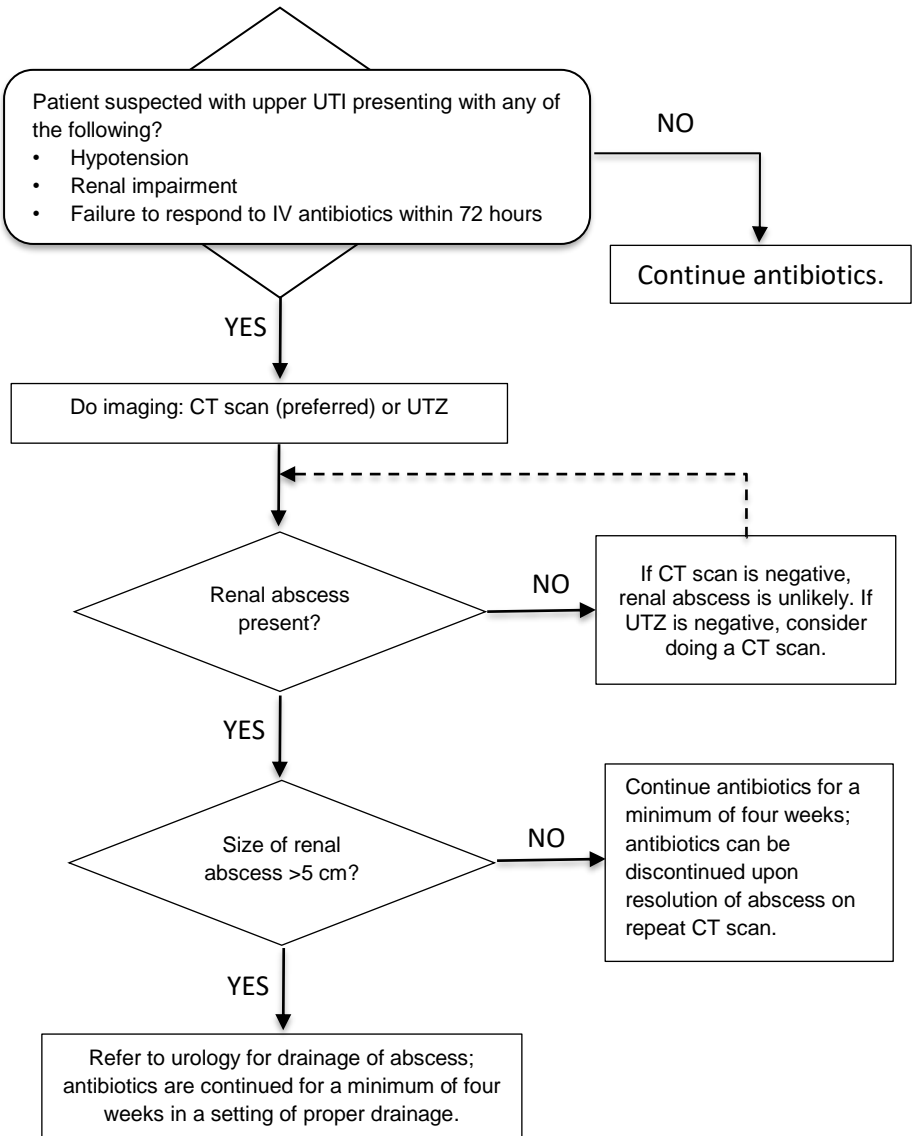 Patient suspected with upper UTI presenting with any of
the following?
• Hypotension
• Renal impairment
• Failure to respond to IV antibiotics within 72 hours
NO
Continue antibiotics.
YES
Do imaging: CT scan (preferred) or UTZ
Renal abscess
present?
NO
If CT scan is negative,
renal abscess is unlikely. If
UTZ is negative, consider
doing a CT scan.
YES
Size of renal
abscess >5 cm?
NO
Continue antibiotics for a
minimum of four weeks;
antibiotics can be
discontinued upon
resolution of abscess on
repeat CT scan.
YES
Refer to urology for drainage of abscess;
antibiotics are continued for a minimum of four
weeks in a setting of proper drainage.